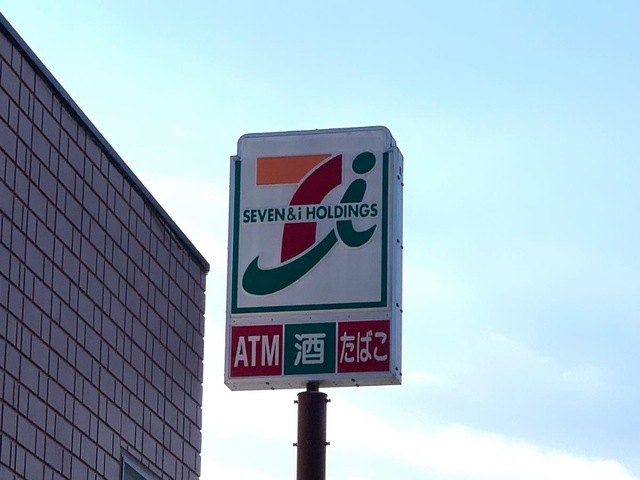 SEVEN&i HOLDINGS
ATM 酒 たばこ